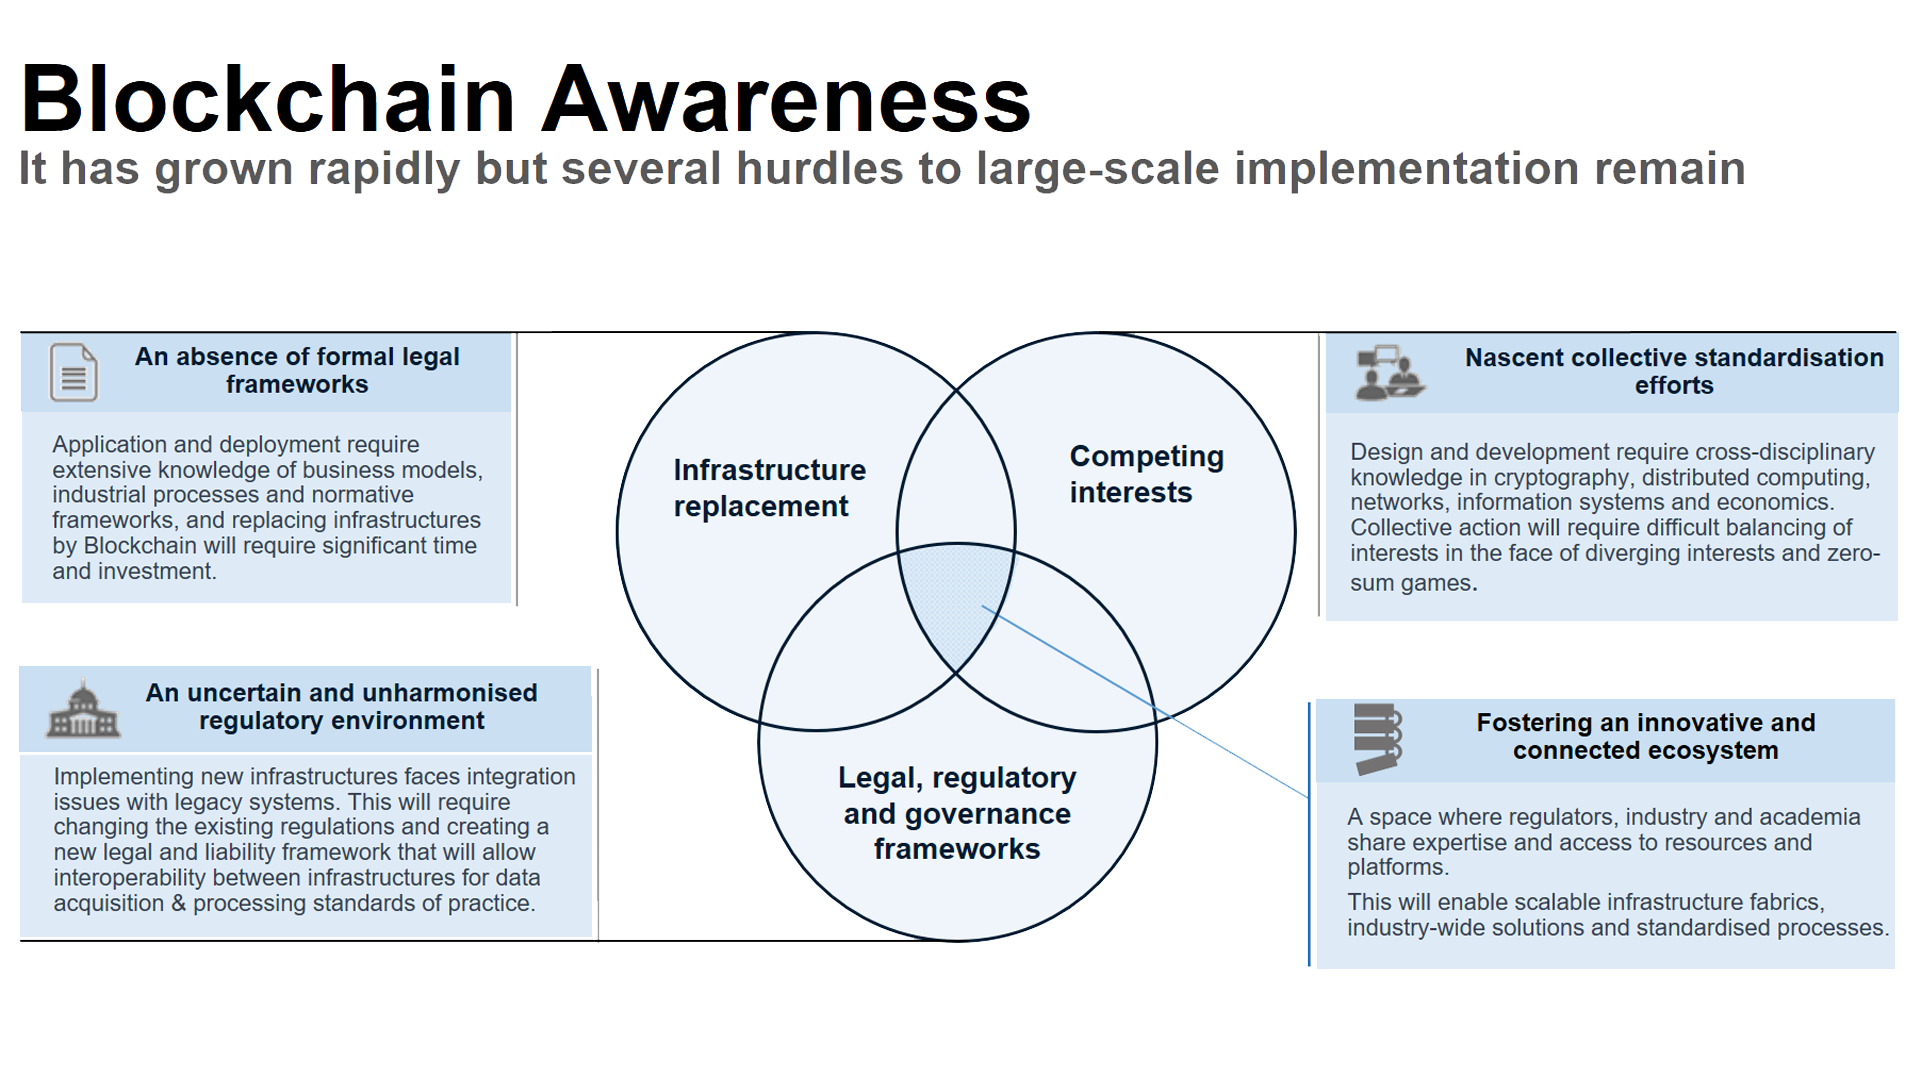 Blockchain Awareness
It has grown rapidly but several hurdles to large-scale implementation remain
An absence of formal legal
frameworks
Application and deployment require
extensive knowledge of business models,
industrial processes and normative
frameworks, and replacing infrastructures
by Blockchain will require significant time
and investment.
An uncertain and unharmonised
regulatory environment
Implementing new infrastructures faces integration
issues with legacy systems. This will require
changing the existing regulations and creating a
new legal and liability framework that will allow
interoperability between infrastructures for data
acquisition & processing standards of practice.
Infrastructure
replacement
Competing
interests
Legal, regulatory
and governance
frameworks
Nascent collective standardisation
efforts
Design and development require cross-disciplinary
knowledge in cryptography, distributed computing,
networks, information systems and economics.
Collective action will require difficult balancing of
interests in the face of diverging interests and zero-
sum games.
Fostering an innovative and
connected ecosystem
A space where regulators, industry and academia
share expertise and access to resources and
platforms.
This will enable scalable infrastructure fabrics,
industry-wide solutions and standardised processes.